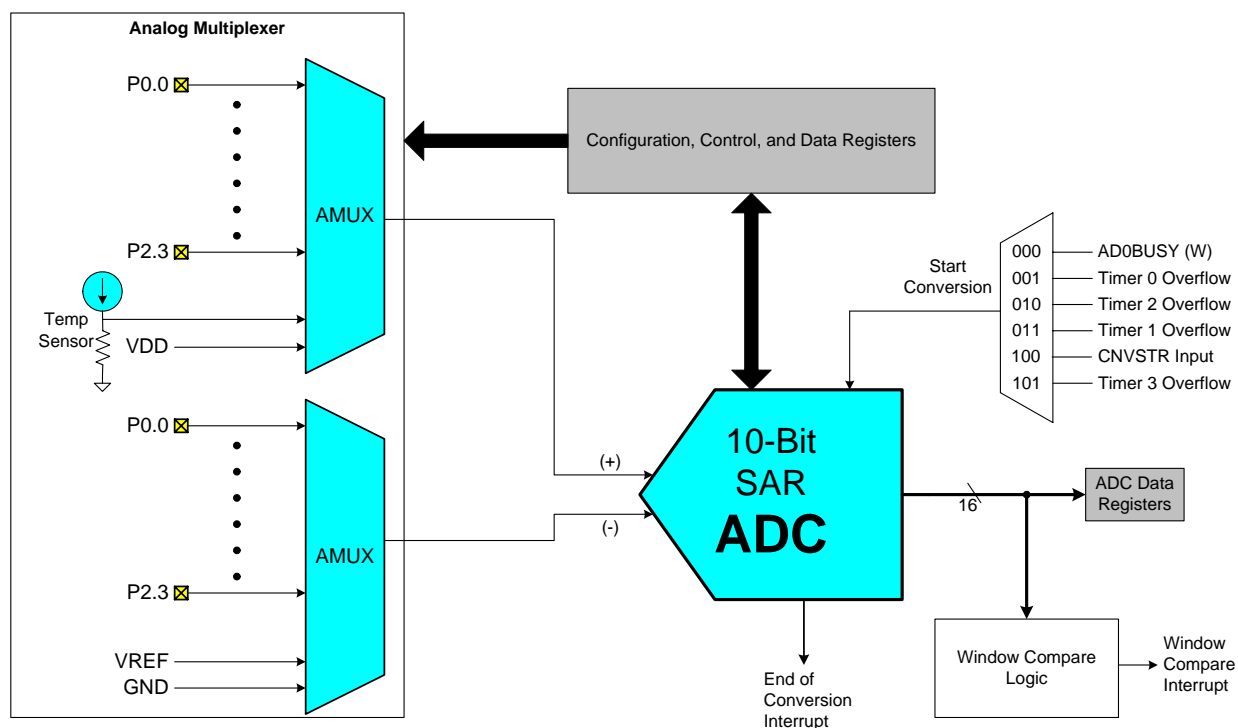 Analog Multiplexer
P0.0
AMUX
P2.3
Temp
Sensor
VDD
P0.0
AMUX
P2.3
VREF
GND
Configuration, Control, and Data Registers
Start
Conversion
000 AD0BUSY (W)
001 Timer 0 Overflow
010 Timer 2 Overflow
011 Timer 1 Overflow
100 CNVSTR Input
101 Timer 3 Overflow
(+)
(-)
10-Bit
SAR
ADC
16
ADC Data
Registers
End of
Conversion
Interrupt
Window Compare
Logic
Window
Compare
Interrupt